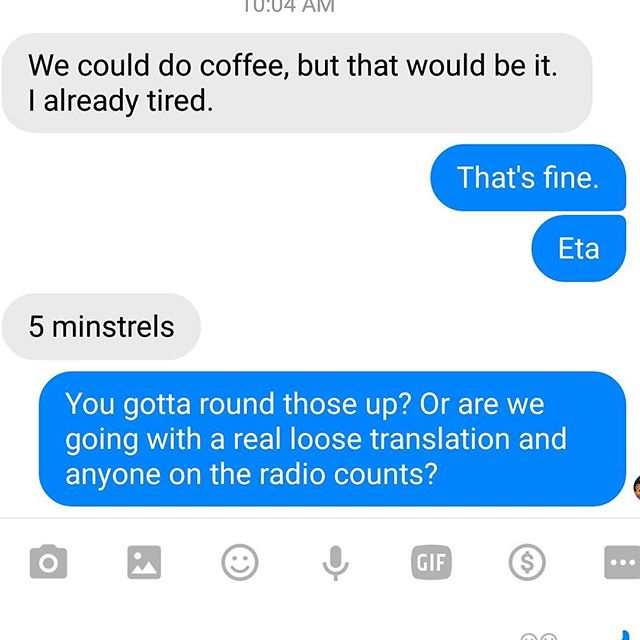 10:04 AM
We could do coffee, but that would be it.
I already tired.
That's fine.
Eta
5 minstrels
You gotta round those up? Or are we
going with a real loose translation and
anyone on the radio counts?
GIF